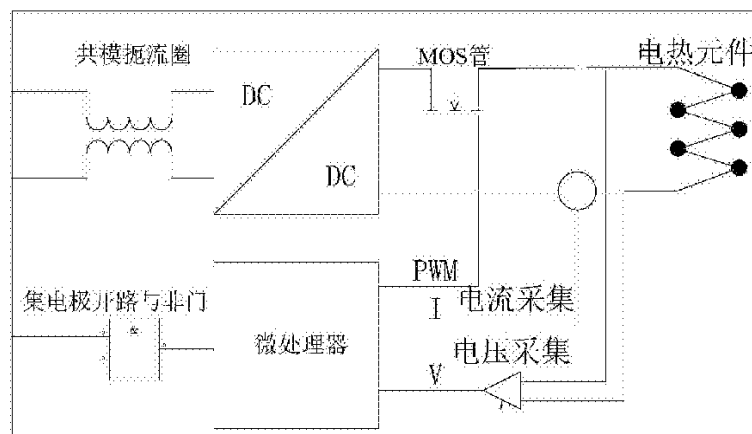 共模扼流圈
MOS管
电热元件
DC
DC
PWM
集电极开路与非门
I
电流采集
微处理器
电压采集
V
&